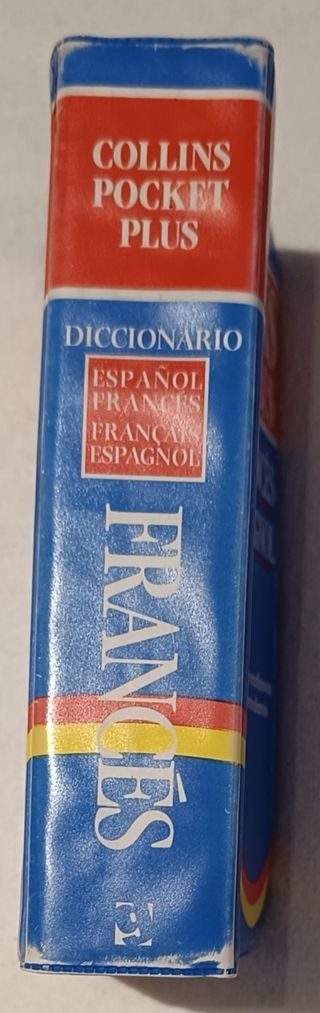 COLLINS
POCKET
PLUS
DICCIONARIO
ESPAÑOL
FRANCÉS
FRANÇAIS
ESPAGNOL
FRANCÉS